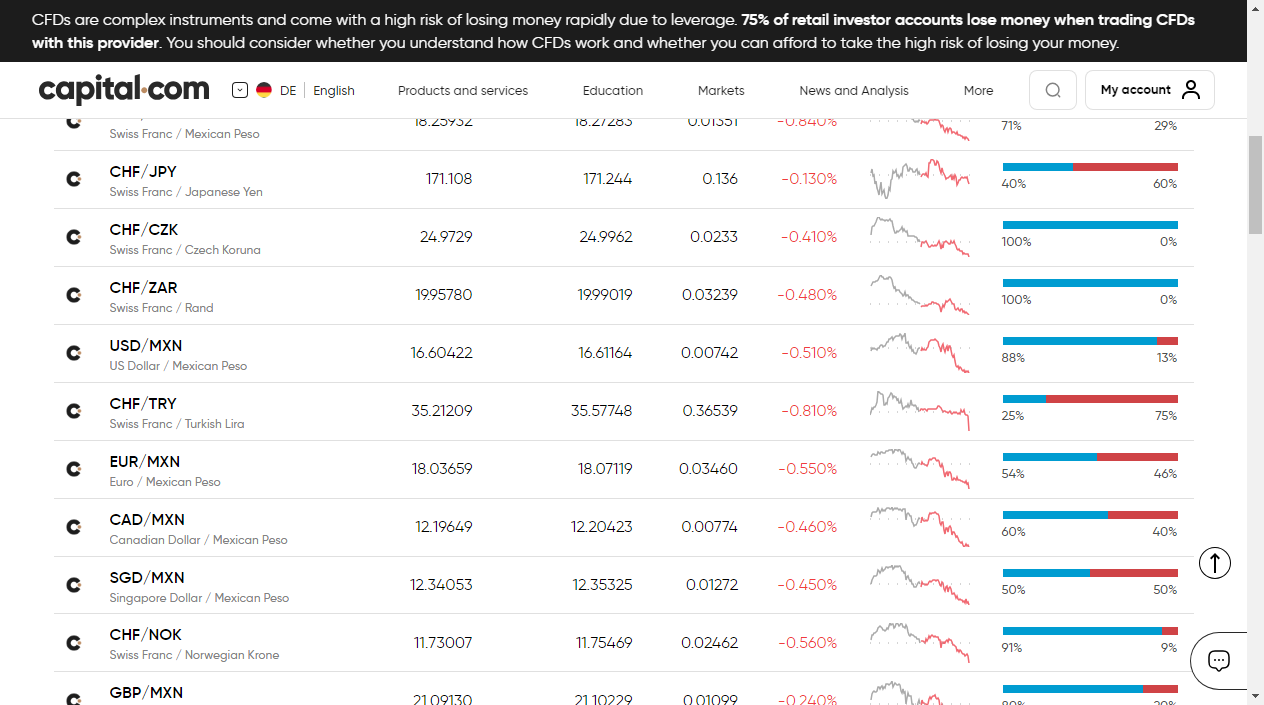 CFDs are complex instruments and come with a high risk of losing money rapidly due to leverage. 75% of retail investor accounts lose money when trading CFDs
with this provider. You should consider whether you understand how CFDs work and whether you can afford to take the high risk of losing your money.
capital.com DE English Products and services Education Markets News and Analysis More My account
18.25932 18.27283 0.01351 -0.840%
Swiss Franc / Mexican Peso 71% 29%
CHF/JPY 171.108 171.244 0.136 -0.130%
Swiss Franc / Japanese Yen 40% 60%
CHF/CZK 24.9729 24.9962 0.0233 -0.410%
Swiss Franc / Czech Koruna 100% 0%
CHF/ZAR 19.95780 19.99019 0.03239 -0.480%
Swiss Franc / Rand 100% 0%
USD/MXN 16.60422 16.61164 0.00742 -0.510%
US Dollar / Mexican Peso 88% 13%
CHF/TRY 35.21209 35.57748 0.36539 -0.810%
Swiss Franc / Turkish Lira 25% 75%
EUR/MXN 18.03659 18.07119 0.03460 -0.550%
Euro / Mexican Peso 54% 46%
CAD/MXN 12.19649 12.20423 0.00774 -0.460%
Canadian Dollar / Mexican Peso 60% 40%
SGD/MXN 12.34053 12.35325 0.01272 -0.450%
Singapore Dollar / Mexican Peso 50% 50%
CHF/NOK 11.73007 11.75469 0.02462 -0.560%
Swiss Franc / Norwegian Krone 91% 9%
GBP/MXN 21.09130 21.10229 0.01099 -0.240%